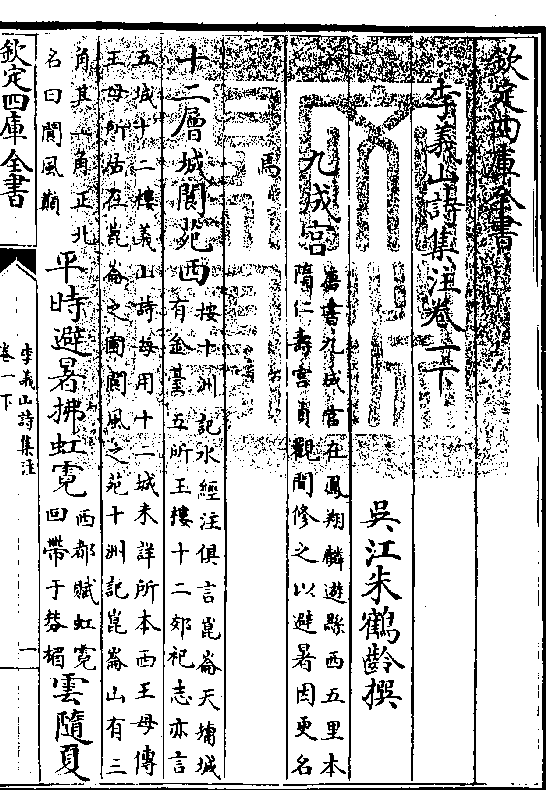 欽定四庫全書
李義山詩集注卷一下
吳江朱鶴齡撰
九成宮
唐書九成宮在鳳翔麟遊縣西五里本
隋仁壽宮貞觀間修之以避暑因更名
焉
十二層城閬苑西
按十洲記水經注俱言崑崙天墉城
有金臺五所玉樓十二郊祀志亦言
五城十二樓義山詩每用十二城未詳所本西王母傳
王母所居在崑崙之圃閬風之苑十洲記崑崙山有三
角其一角正北
名曰閬風巔
平時避暑拂虹霓
西都賦虹霓
回帶于棼楣
雲隨夏
欽定四庫全書
李義山詩集注
卷一下
一